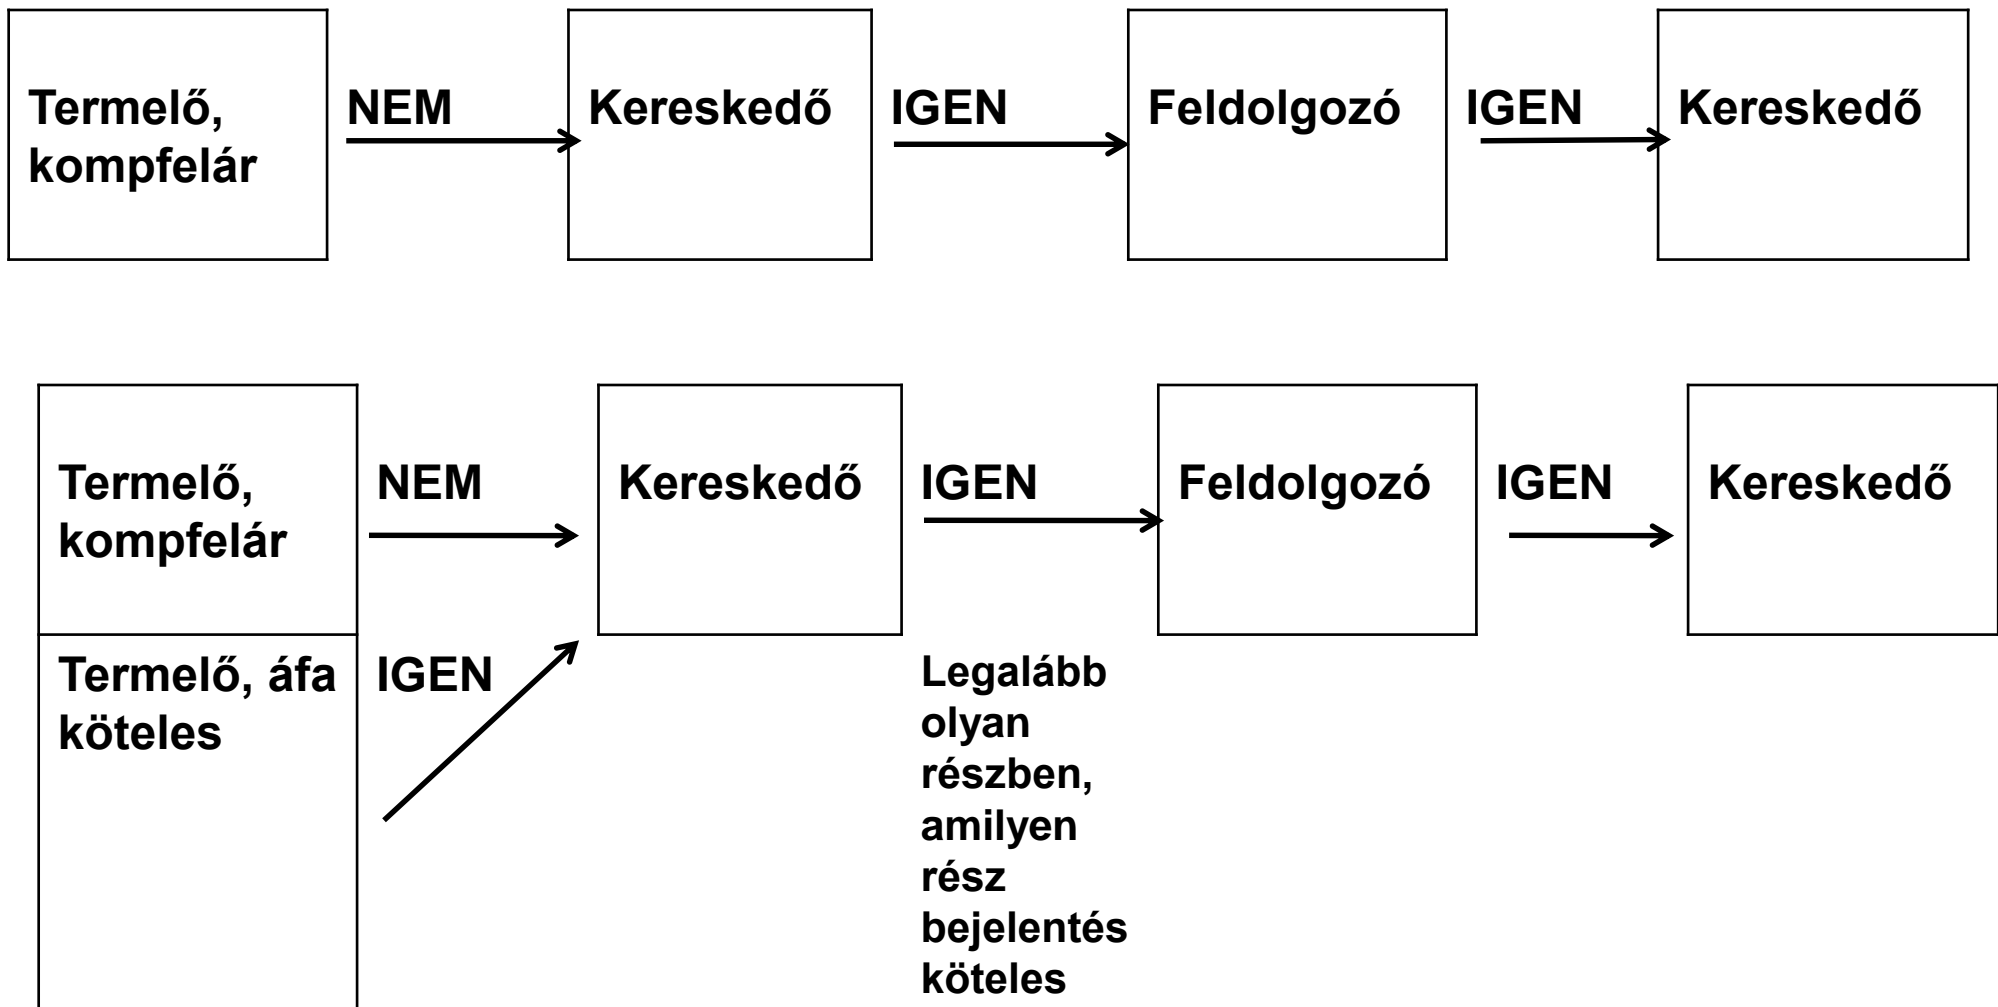 Termelő,
kompfelár
NEM
Kereskedő
IGEN
Feldolgozó
IGEN
Kereskedő
Termelő,
kompfelár
NEM
Kereskedő
IGEN
Feldolgozó
IGEN
Kereskedő
Termelő, áfa
köteles
IGEN
Legalább
olyan
részben,
amilyen
rész
bejelentés
köteles